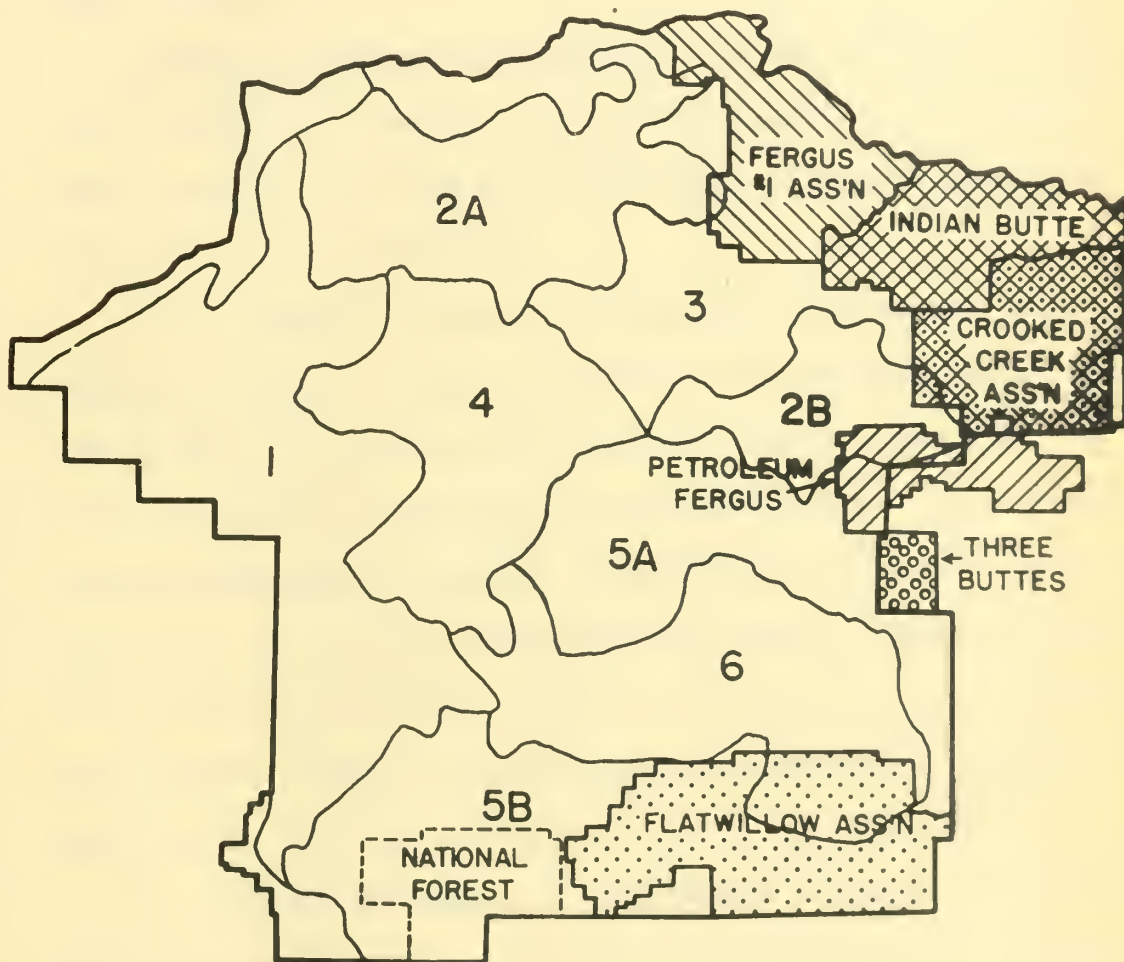 FERGUS
#1 ASS'N
2A
INDIAN BUTTE
3
CROOKED
CREEK
ASS'N
4
2B
1
PETROLEUM
FERGUS
5A
THREE
BUTTES
6
5B
FLATWILLOW ASS'N
NATIONAL
FOREST